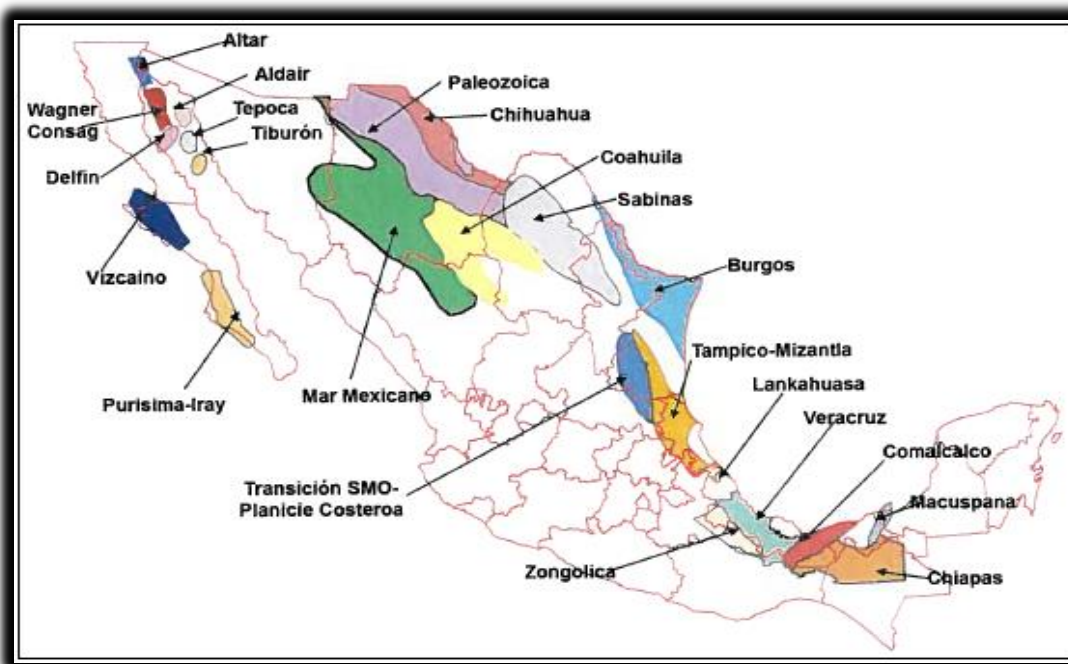 Altar
Aldair
Paleozoica
Wagner
Consag
Tepoca
Tiburón
Chihuahua
Delfin
Coahuila
Sabinas
Vizcaino
Burgos
Purisima-Iray
Mar Mexicano
Tampico-Mizantla
Lankahuasa
Veracruz
Comalcalco
Transición SMO-
Planicie Costeroa
Macuspana
Zongolica
Chiapas